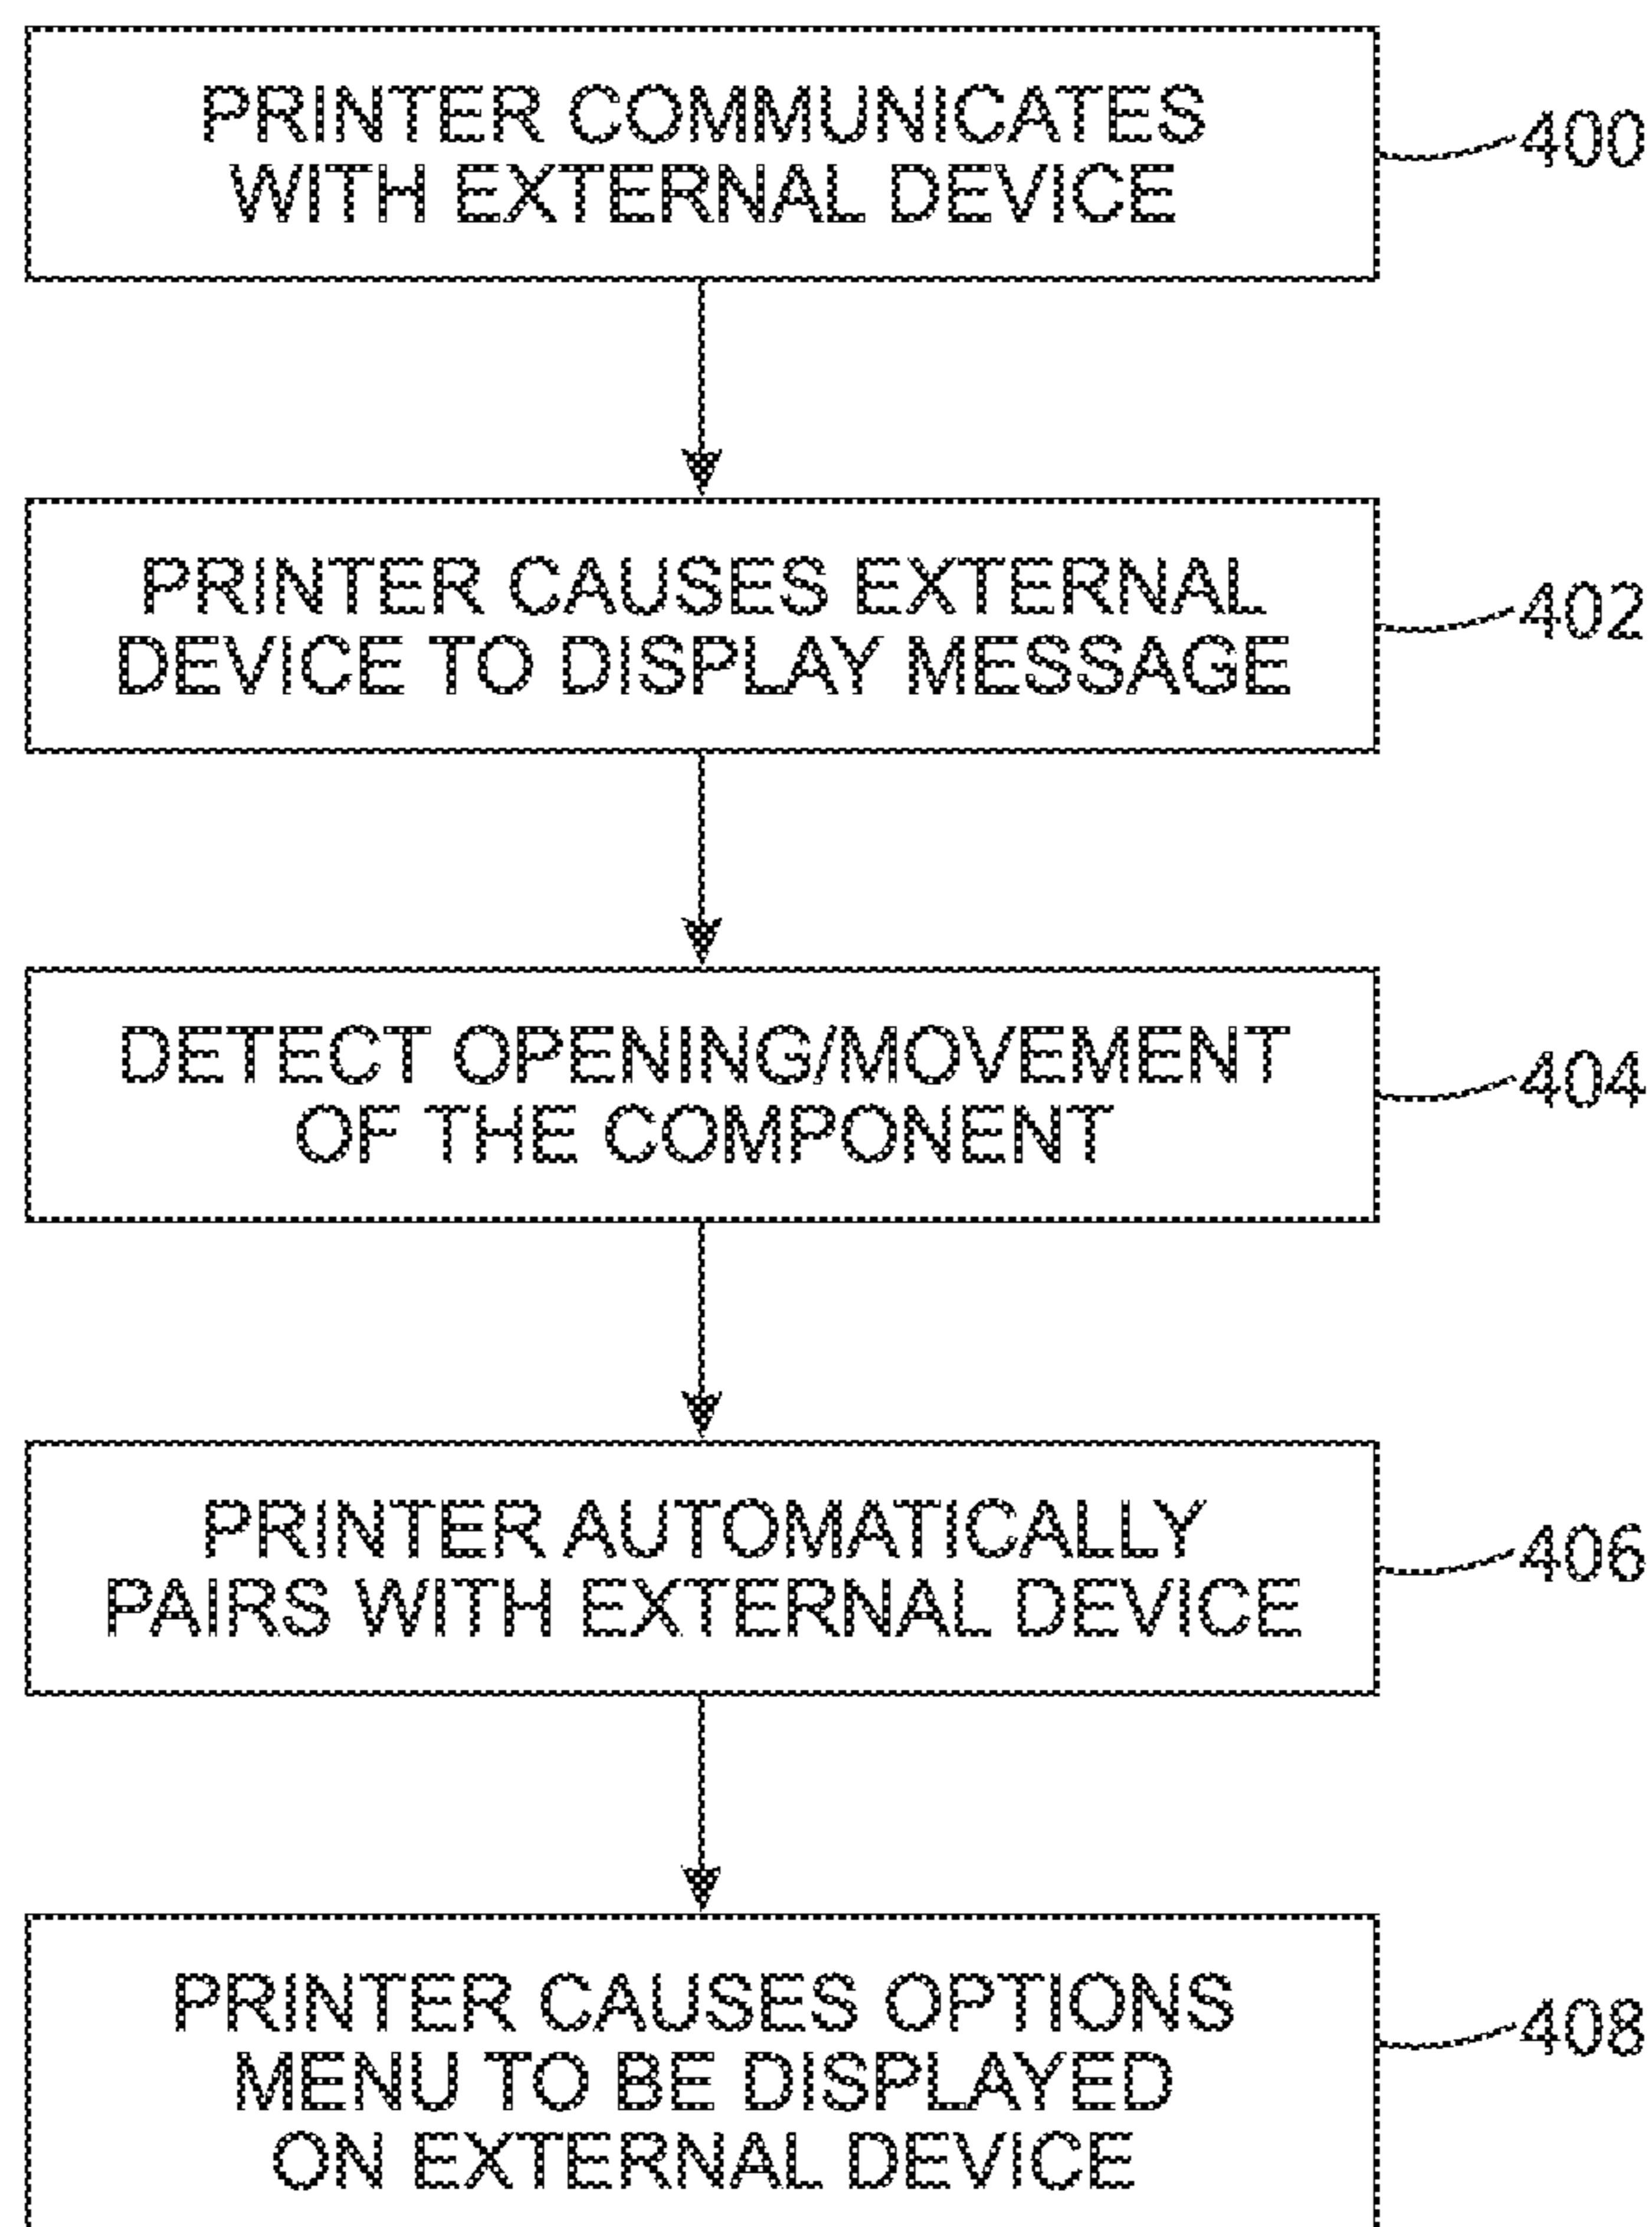 PRINTER COMMUNICATES
WITH EXTERNAL DEVICE
400
PRINTER CAUSES EXTERNAL
DEVICE TO DISPLAY MESSAGE
402
DETECT OPENING/MOVEMENT
OF THE COMPONENT
404
PRINTER AUTOMATICALLY
PAIRS WITH EXTERNAL DEVICE
406
PRINTER CAUSES OPTIONS
MENU TO BE DISPLAYED
ON EXTERNAL DEVICE
408